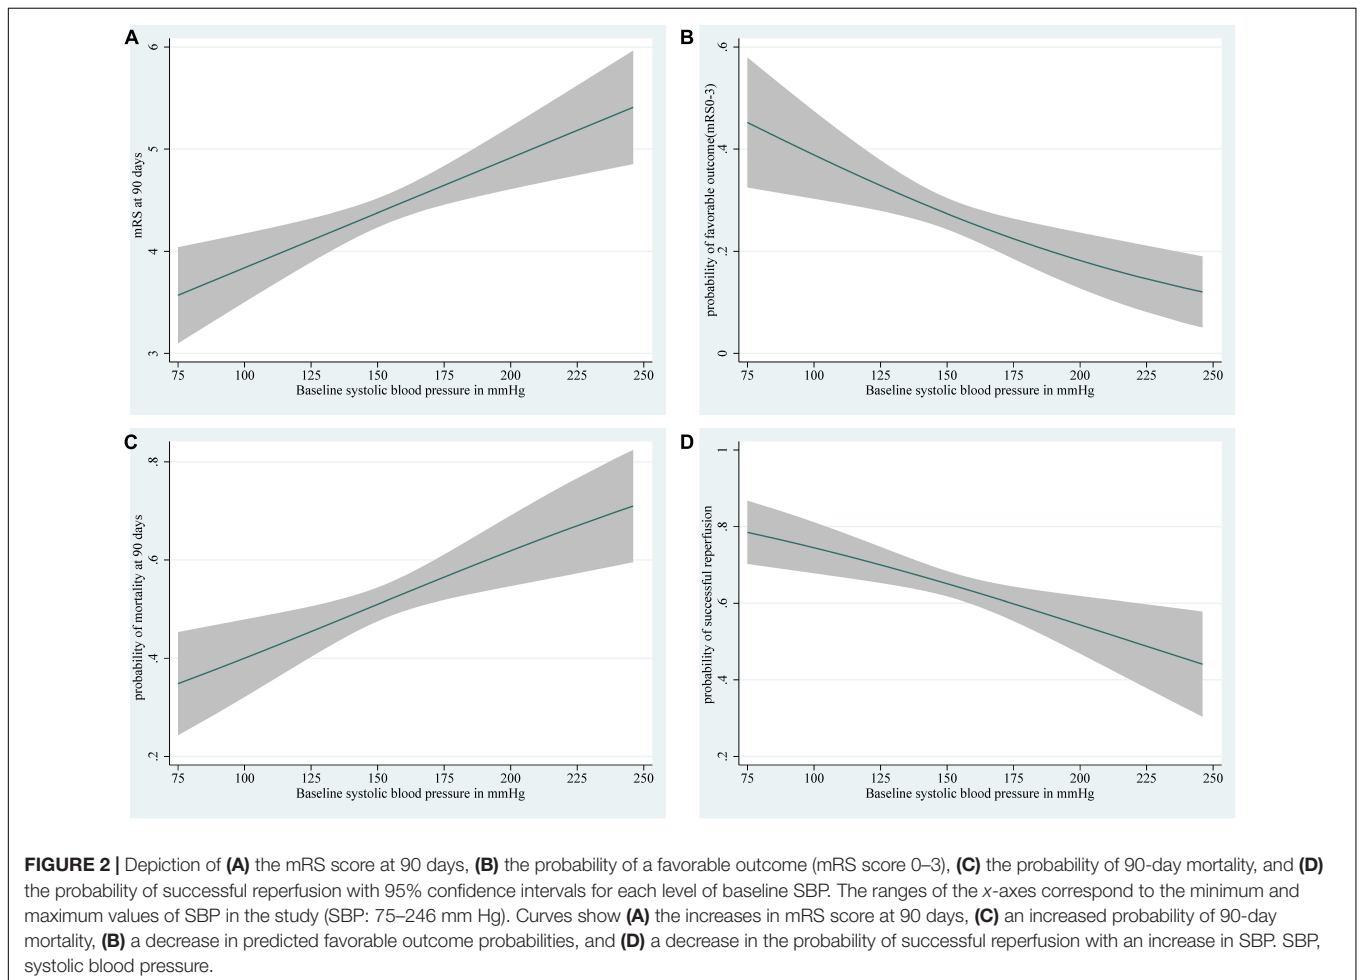 A
6
5
4
3
mRS at 90 days
75 100 125 150 175 200 225 250
Baseline systolic blood pressure in mmHg
B
.6
.4
.2
0
probability of favorable outcome(mRS0-3)
75 100 125 150 175 200 225 250
Baseline systolic blood pressure in mmHg
C
.8
.6
.4
.2
probability of mortality at 90 days
75 100 125 150 175 200 225 250
Baseline systolic blood pressure in mmHg
D
1
.8
.6
.4
.2
probability of successful reperfusion
75 100 125 150 175 200 225 250
Baseline systolic blood pressure in mmHg
FIGURE 2 | Depiction of (A) the mRS score at 90 days, (B) the probability of a favorable outcome (mRS score 0–3), (C) the probability of 90-day mortality, and (D)
the probability of successful reperfusion with 95% confidence intervals for each level of baseline SBP. The ranges of the x-axes correspond to the minimum and
maximum values of SBP in the study (SBP: 75–246 mm Hg). Curves show (A) the increases in mRS score at 90 days, (C) an increased probability of 90-day
mortality, (B) a decrease in predicted favorable outcome probabilities, and (D) a decrease in the probability of successful reperfusion with an increase in SBP. SBP,
systolic blood pressure.